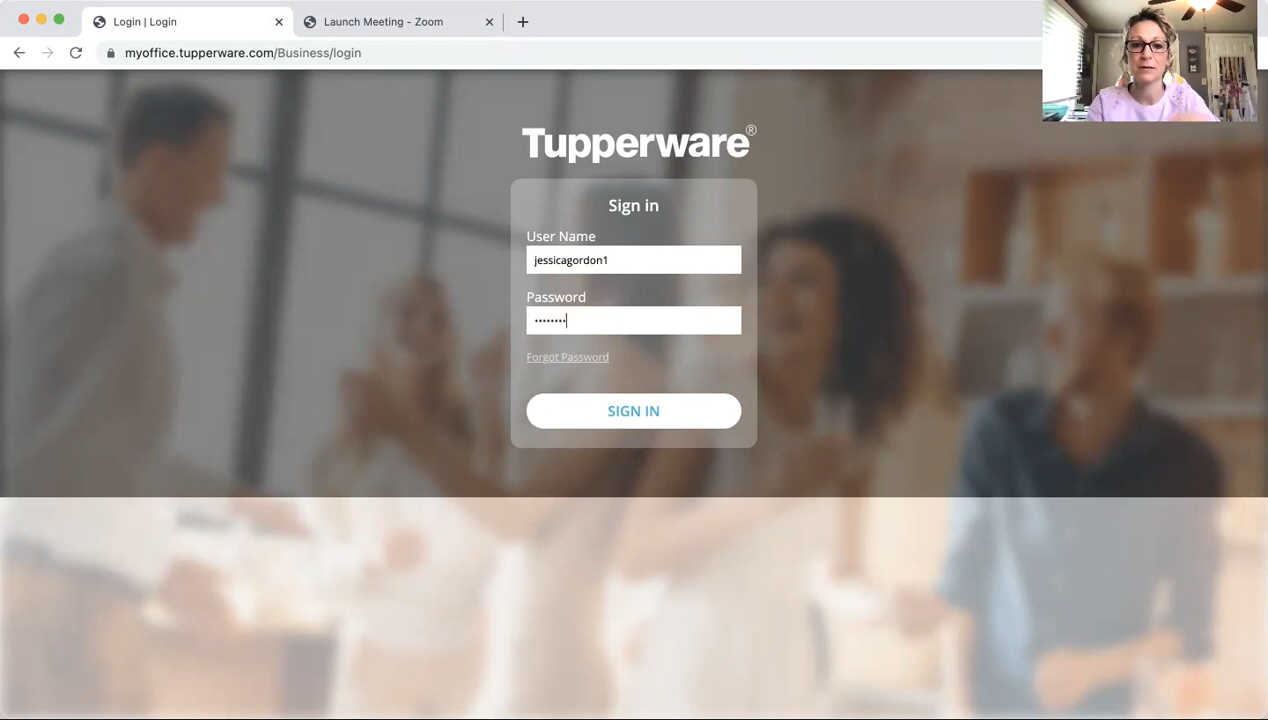 Login | Login
Launch Meeting - Zoom
myoffice.tupperware.com/Business/login
Tupperware®
Sign in
User Name
jessicagordon1
Password
••••••••
Forgot Password
SIGN IN